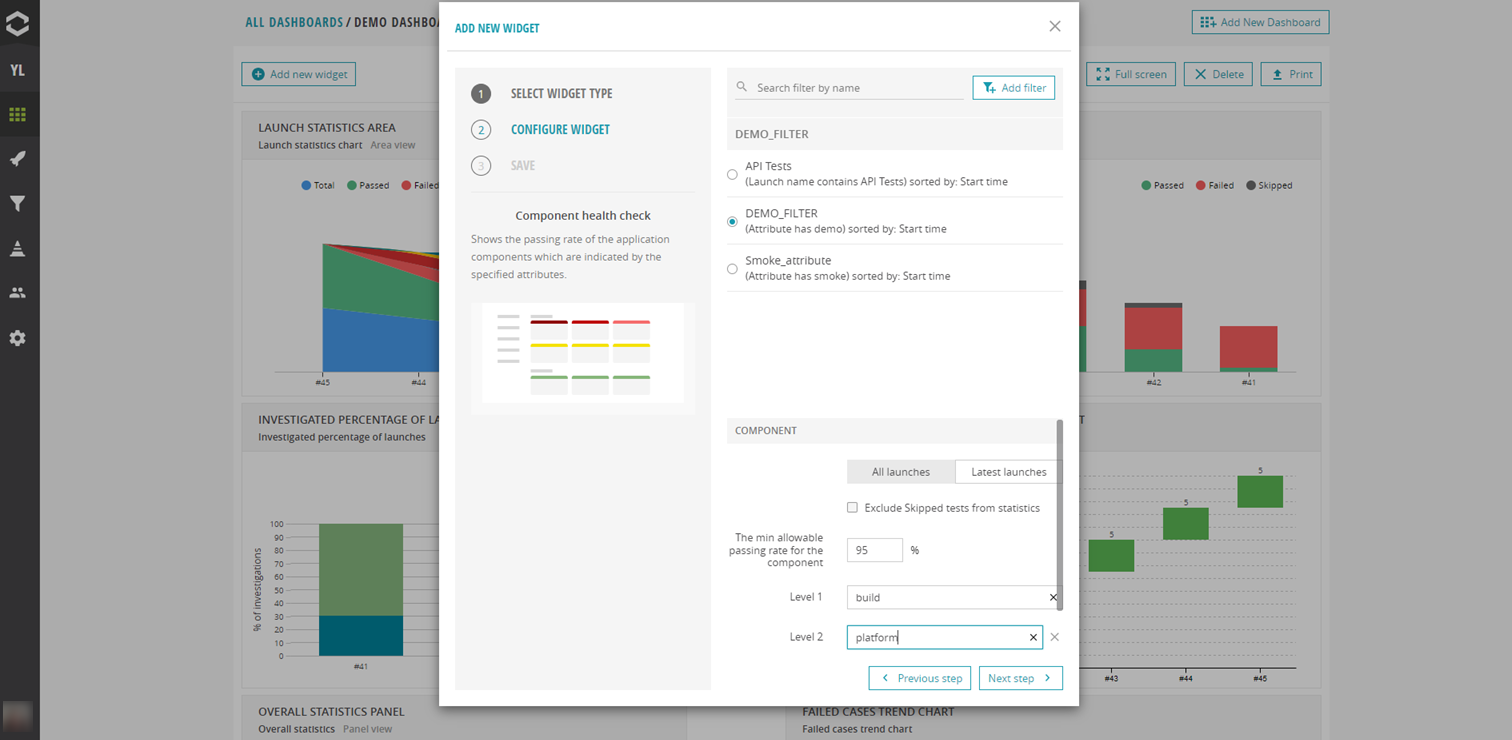 ALL DASHBOARDS / DEMO DASHBOA
Add New Dashboard
YL
Add new widget
Full screen
Delete
Print
LAUNCH STATISTICS AREA
Launch statistics chart Area view
Total Passed Failed
#45 #44
INVESTIGATED PERCENTAGE OF LA
Investigated percentage of launches
% of investigations
100
90
80
70
60
50
40
30
20
10
0
#41
OVERALL STATISTICS PANEL
Overall statistics Panel view
ADD NEW WIDGET
1 SELECT WIDGET TYPE
2 CONFIGURE WIDGET
3 SAVE
Component health check
Shows the passing rate of the application
components which are indicated by the
specified attributes.
Search filter by name
Add filter
DEMO_FILTER
API Tests
(Launch name contains API Tests) sorted by: Start time
DEMO_FILTER
(Attribute has demo) sorted by: Start time
Smoke_attribute
(Attribute has smoke) sorted by: Start time
COMPONENT
All launches Latest launches
Exclude Skipped tests from statistics
The min allowable
passing rate for the
component
95 %
Level 1 build
Level 2 platform
Previous step Next step
Passed Failed Skipped
#42 #41
T
5
5
5
#43 #44 #45
FAILED CASES TREND CHART
Failed cases trend chart